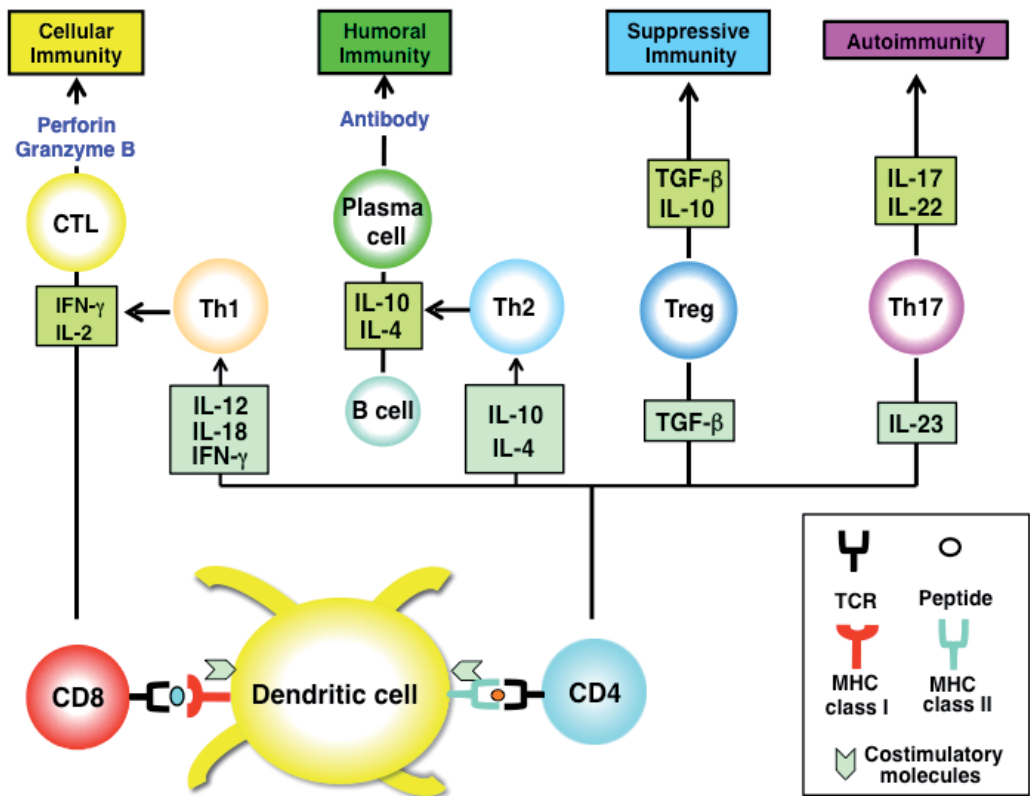 Cellular
Immunity
Humoral
Immunity
Suppressive
Immunity
Autoimmunity
Perforin
Granzyme B
Antibody
TGF-β
IL-10
IL-17
IL-22
CTL
Plasma
cell
IFN-γ
IL-2
Th1
IL-10
IL-4
Th2
Treg
Th17
IL-12
IL-18
IFN-γ
B cell
IL-10
IL-4
TGF-β
IL-23
CD8
Dendritic cell
CD4
TCR
Peptide
MHC
class I
MHC
class II
Costimulatory
molecules